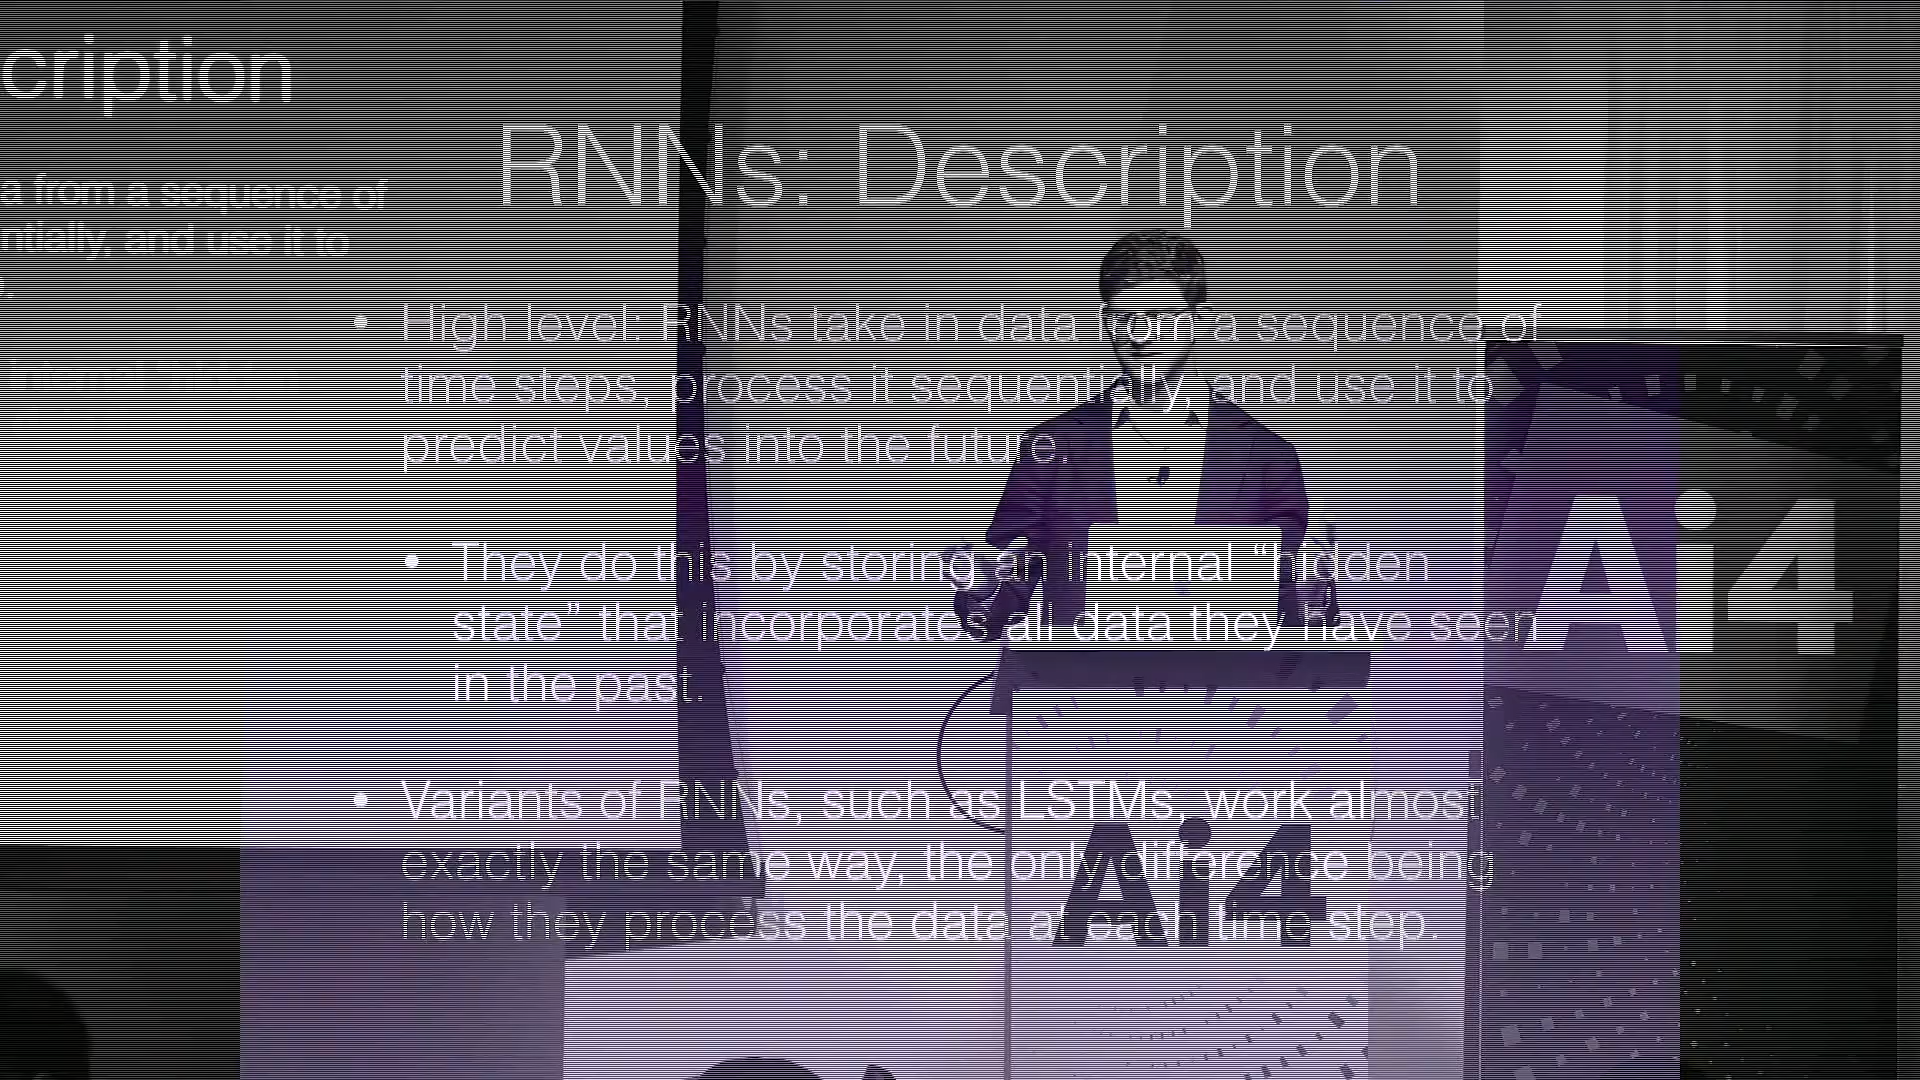 cription
a from a sequence of
ntially, and use it to
RNNs: Description
• High level: RNNs take in data from a sequence of
time steps, process it sequentially, and use it to
predict values into the future.
• They do this by storing an internal “hidden
state” that incorporates all data they have seen
in the past.
• Variants of RNNs, such as LSTMs, work almost
exactly the same way, the only difference being
how they process the data at each time step.
Ai4
Ai4